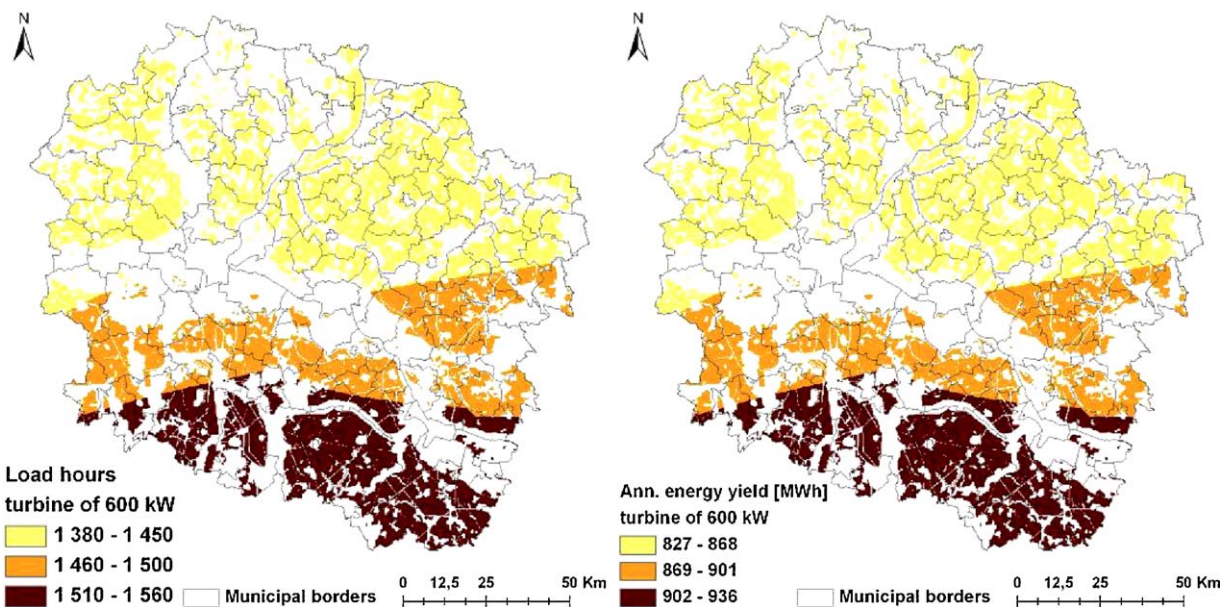 N
Load hours
turbine of 600 kW
1 380 - 1 450
1 460 - 1 500
1 510 - 1 560
Municipal borders
0 12,5 25 50 Km
N
Ann. energy yield [MWh]
turbine of 600 kW
827 - 868
869 - 901
902 - 936
Municipal borders
0 12,5 25 50 Km